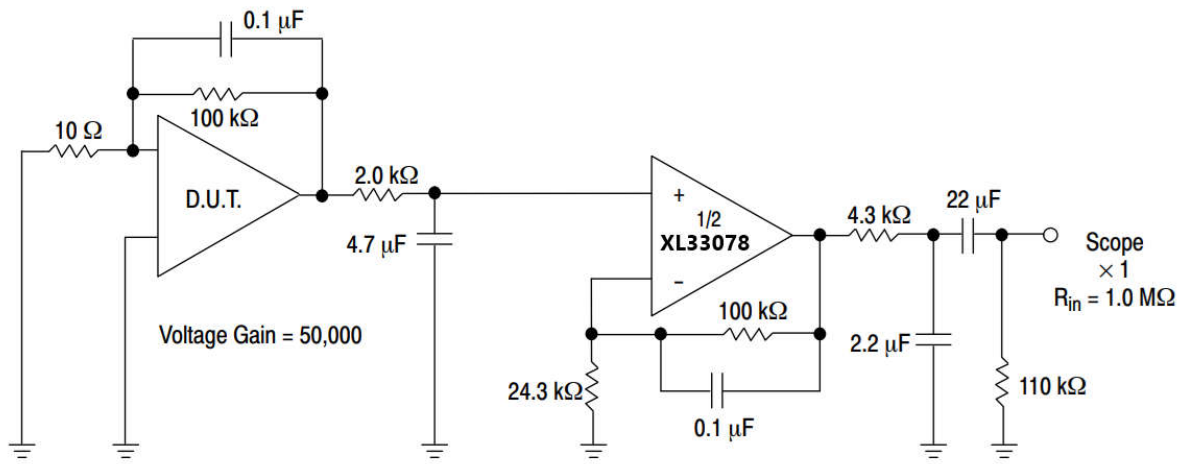 0.1 µF
100 kΩ
10 Ω
D.U.T.
2.0 kΩ
4.7 µF
Voltage Gain = 50,000
+
1/2
XL33078
−
100 kΩ
24.3 kΩ
0.1 µF
4.3 kΩ
22 µF
2.2 µF
110 kΩ
Scope
× 1
Rin = 1.0 MΩ